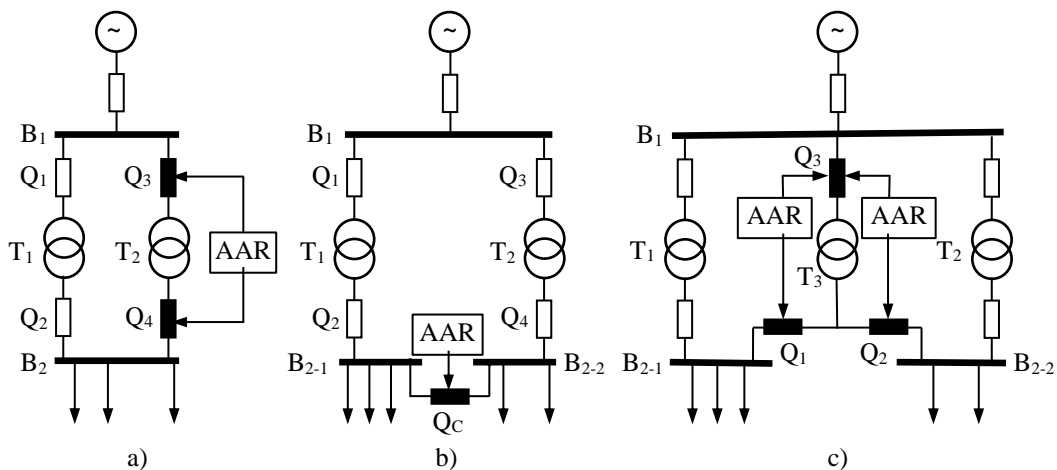 ~
B₁
Q₁
Q₃
T₁
T₂
AAR
Q₂
Q₄
B₂
a)
~
B₁
Q₁
Q₃
T₁
T₂
Q₂
AAR
Q₄
B₂₋₁
B₂₋₂
Q_C
b)
~
B₁
Q₃
AAR
AAR
T₁
T₃
T₂
Q₁
Q₂
B₂₋₁
B₂₋₂
c)